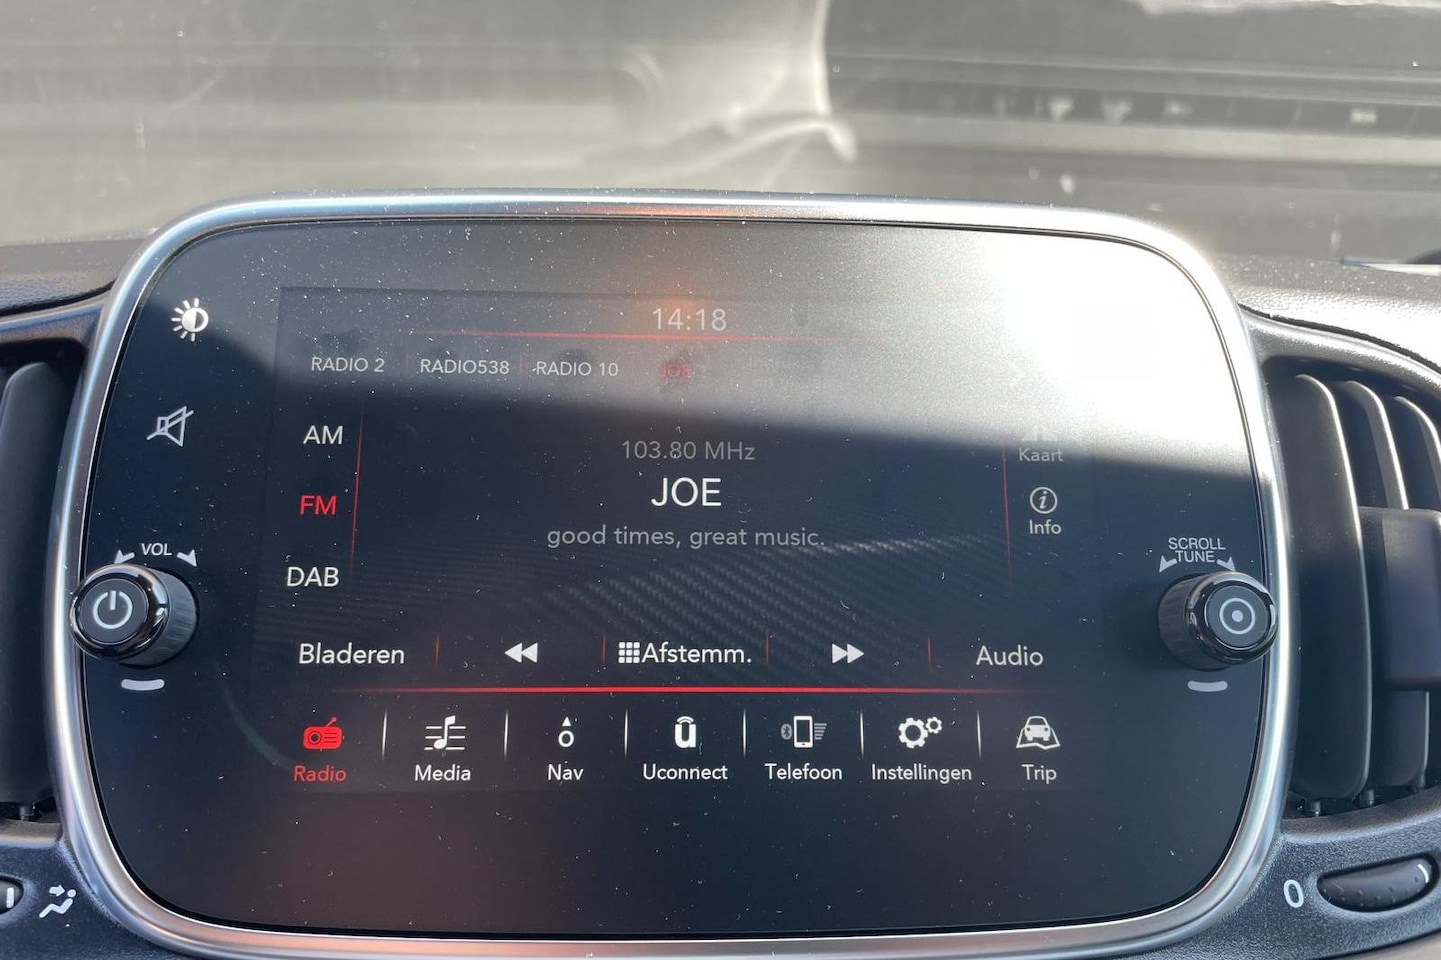 14:18
RADIO 2 RADIO538 RADIO 10 JOE
AM
103.80 MHz
Kaart
JOE
FM
Info
good times, great music.
VOL
SCROLL
TUNE
DAB
Bladeren Afstemm. Audio
Radio Media Nav Uconnect Telefoon Instellingen Trip
0